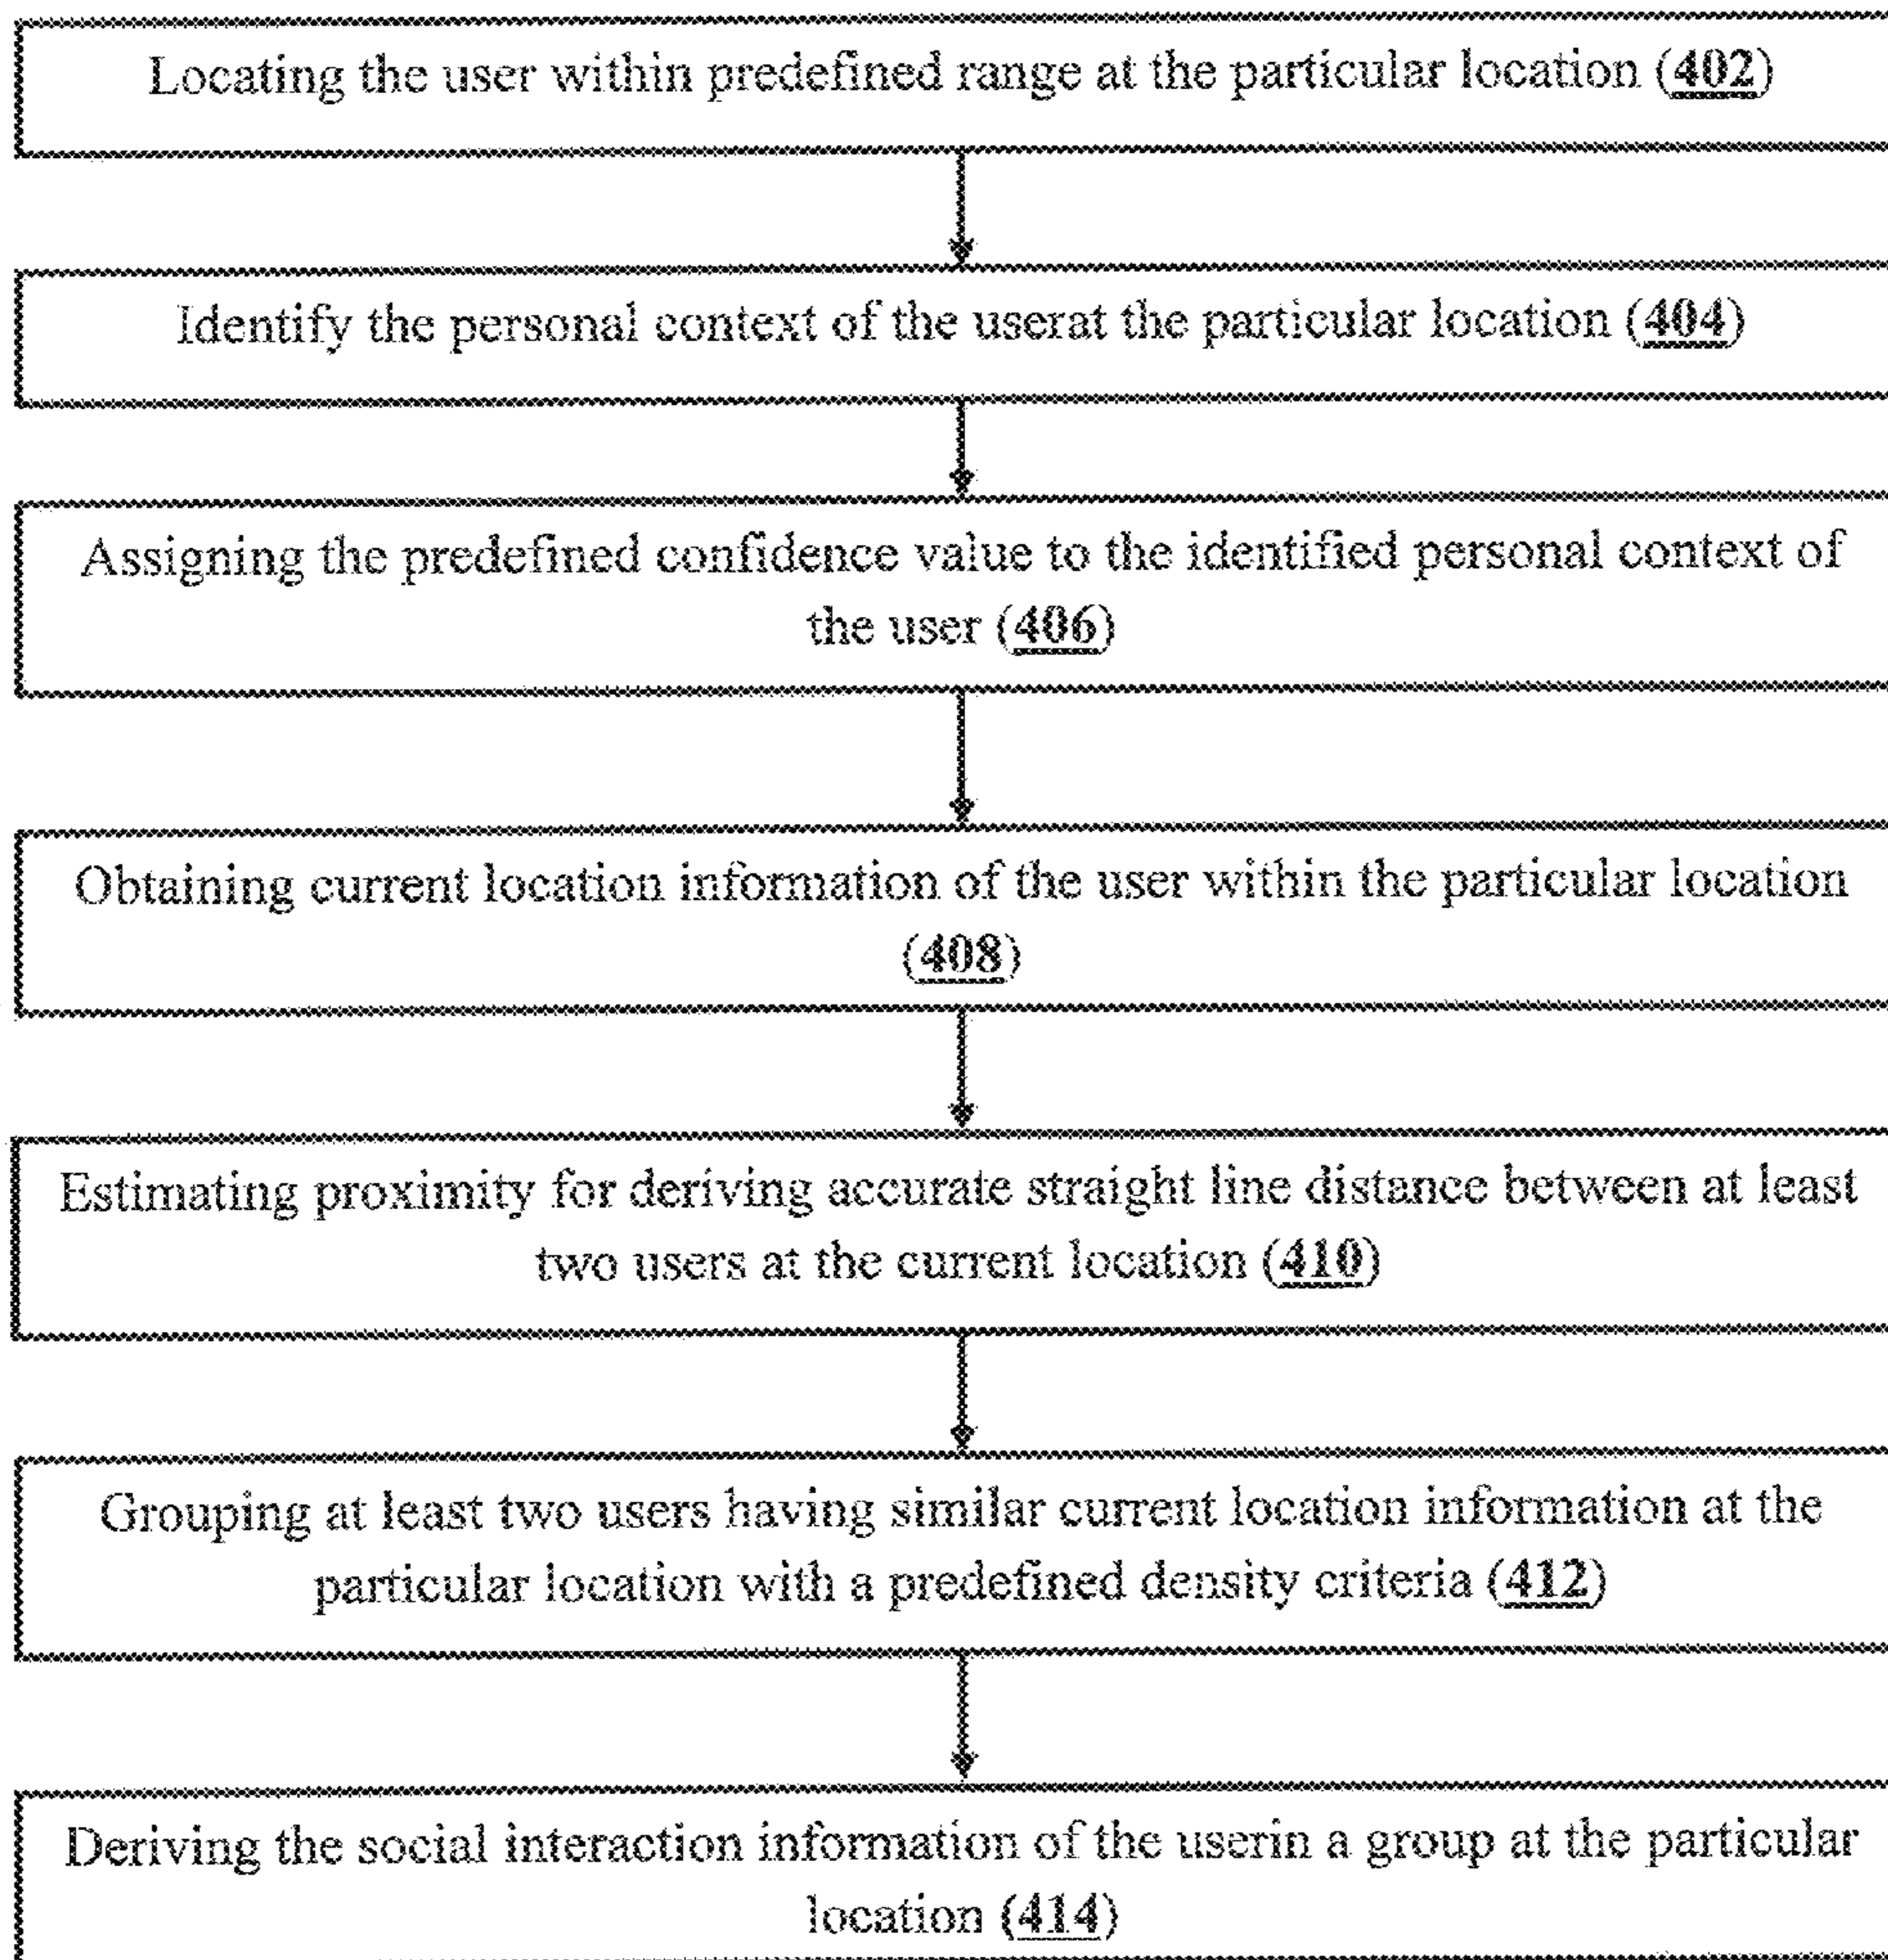 Locating the user within predefined range at the particular location (402)
Identify the personal context of the userat the particular location (404)
Assigning the predefined confidence value to the identified personal context of
the user (406)
Obtaining current location information of the user within the particular location
(408)
Estimating proximity for deriving accurate straight line distance between at least
two users at the current location (410)
Grouping at least two users having similar current location information at the
particular location with a predefined density criteria (412)
Deriving the social interaction information of the userin a group at the particular
location (414)